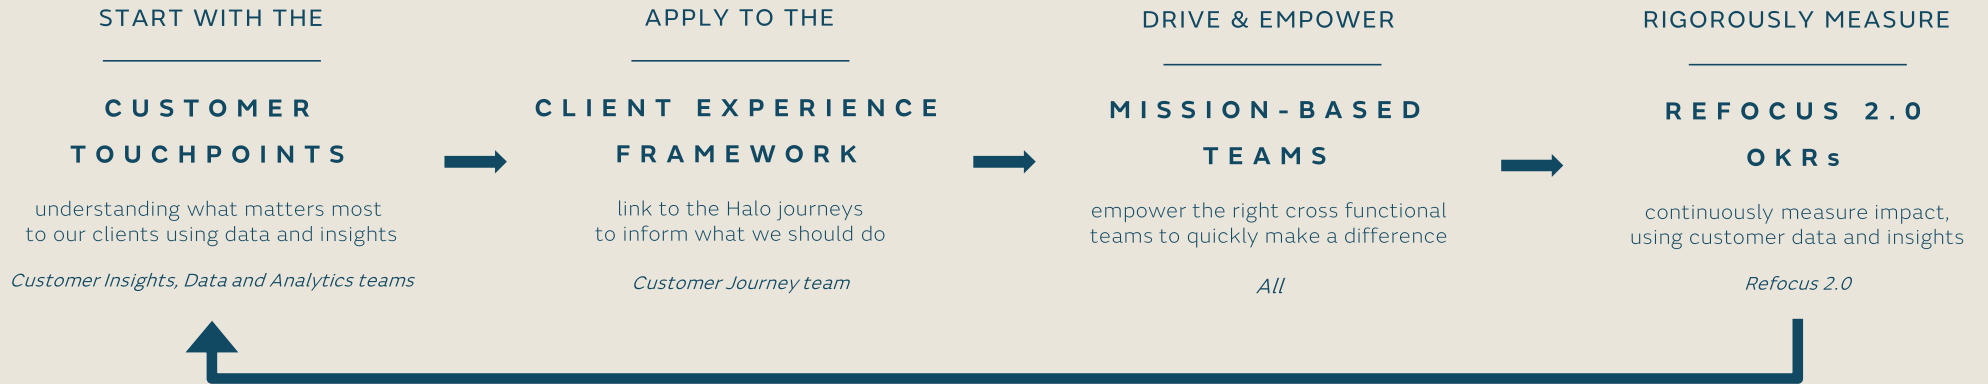 START WITH THE
CUSTOMER
TOUCHPOINTS
understanding what matters most
to our clients using data and insights
Customer Insights, Data and Analytics teams
APPLY TO THE
CLIENT EXPERIENCE
FRAMEWORK
link to the Halo journeys
to inform what we should do
Customer Journey team
DRIVE & EMPOWER
MISSION-BASED
TEAMS
empower the right cross functional
teams to quickly make a difference
All
RIGOROUSLY MEASURE
REFOCUS 2.0
OKRs
continuously measure impact,
using customer data and insights
Refocus 2.0